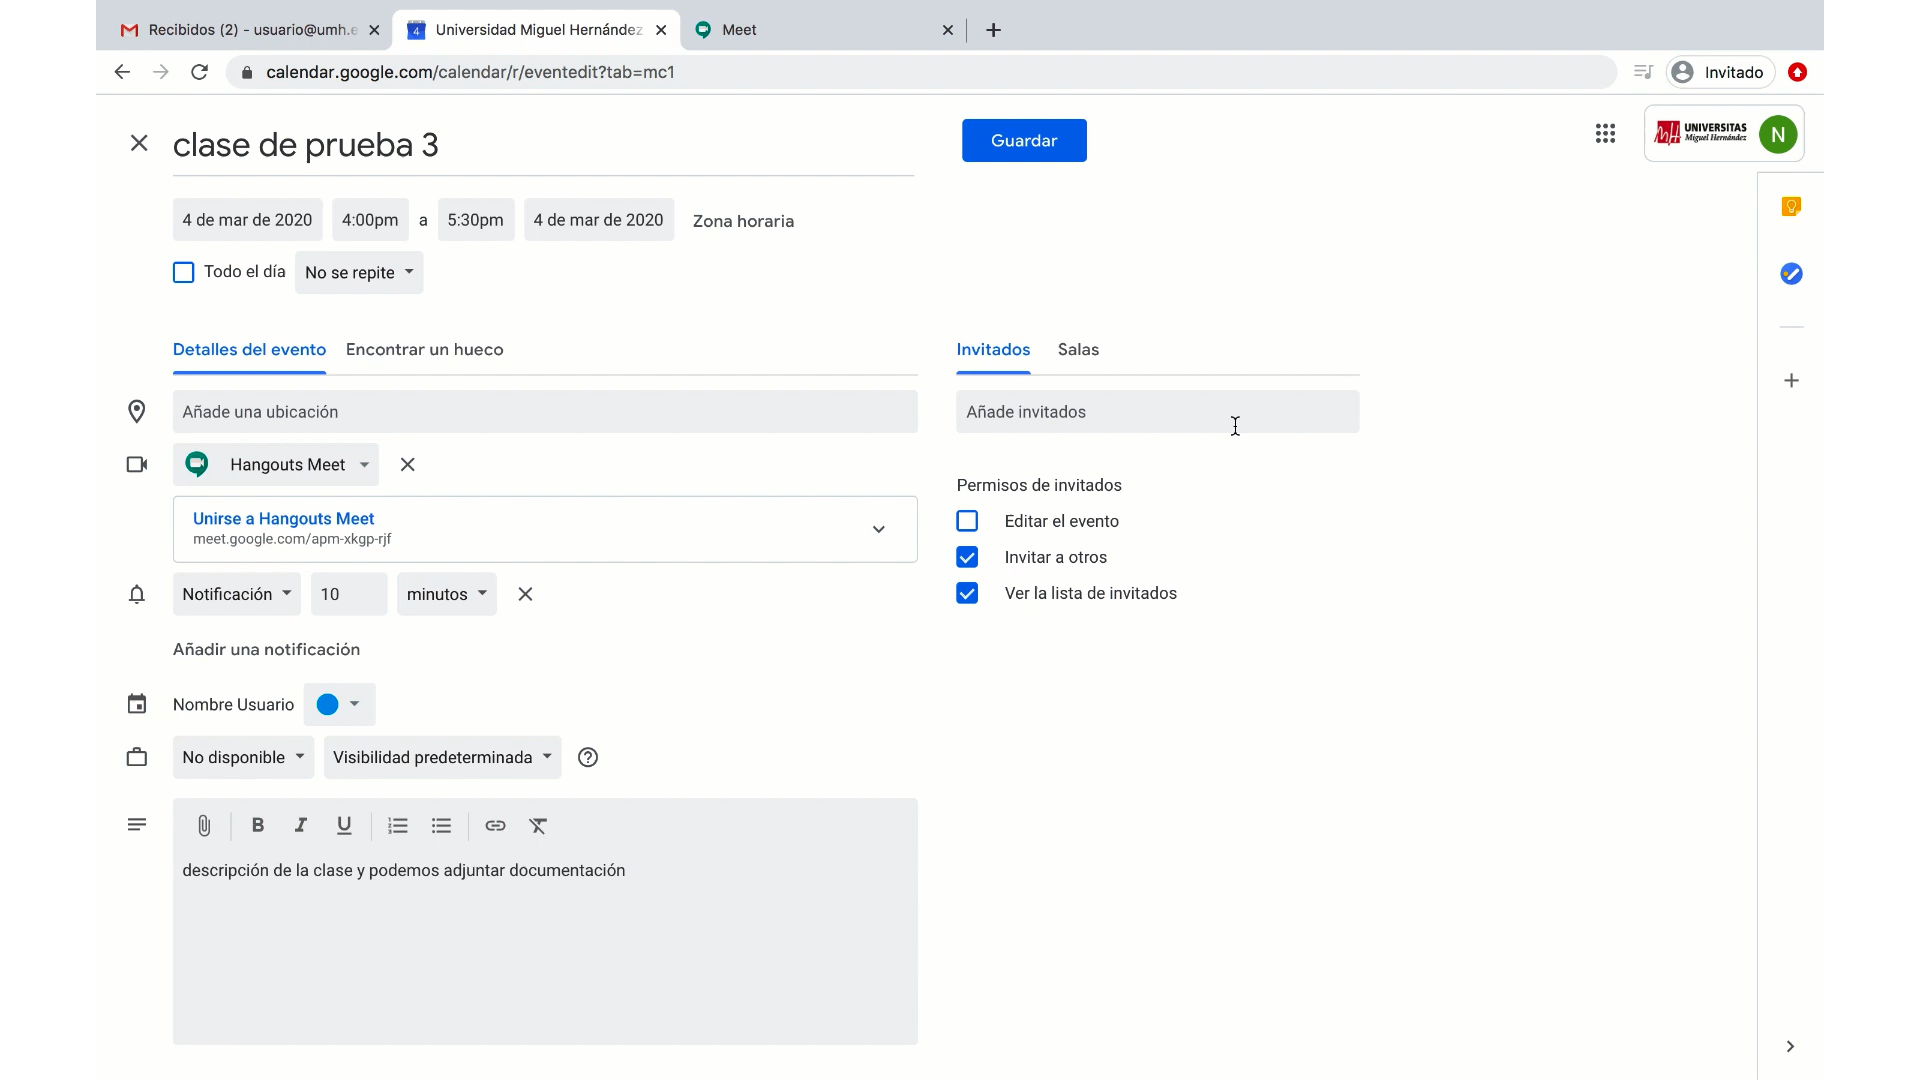 Recibidos (2) - usuario@umh.e
Universidad Miguel Hernández
Meet
calendar.google.com/calendar/r/eventedit?tab=mc1
Invitado
clase de prueba 3
Guardar
UNIVERSITAS
Miguel Hernández
N
4 de mar de 2020 4:00pm a 5:30pm 4 de mar de 2020 Zona horaria
Todo el día No se repite
Detalles del evento Encontrar un hueco
Invitados Salas
Añade una ubicación
Añade invitados
Hangouts Meet
Unirse a Hangouts Meet
meet.google.com/apm-xkgp-rjf
Permisos de invitados
Editar el evento
Invitar a otros
Ver la lista de invitados
Notificación 10 minutos
Añadir una notificación
Nombre Usuario
No disponible Visibilidad predeterminada
B I U
descripción de la clase y podemos adjuntar documentación